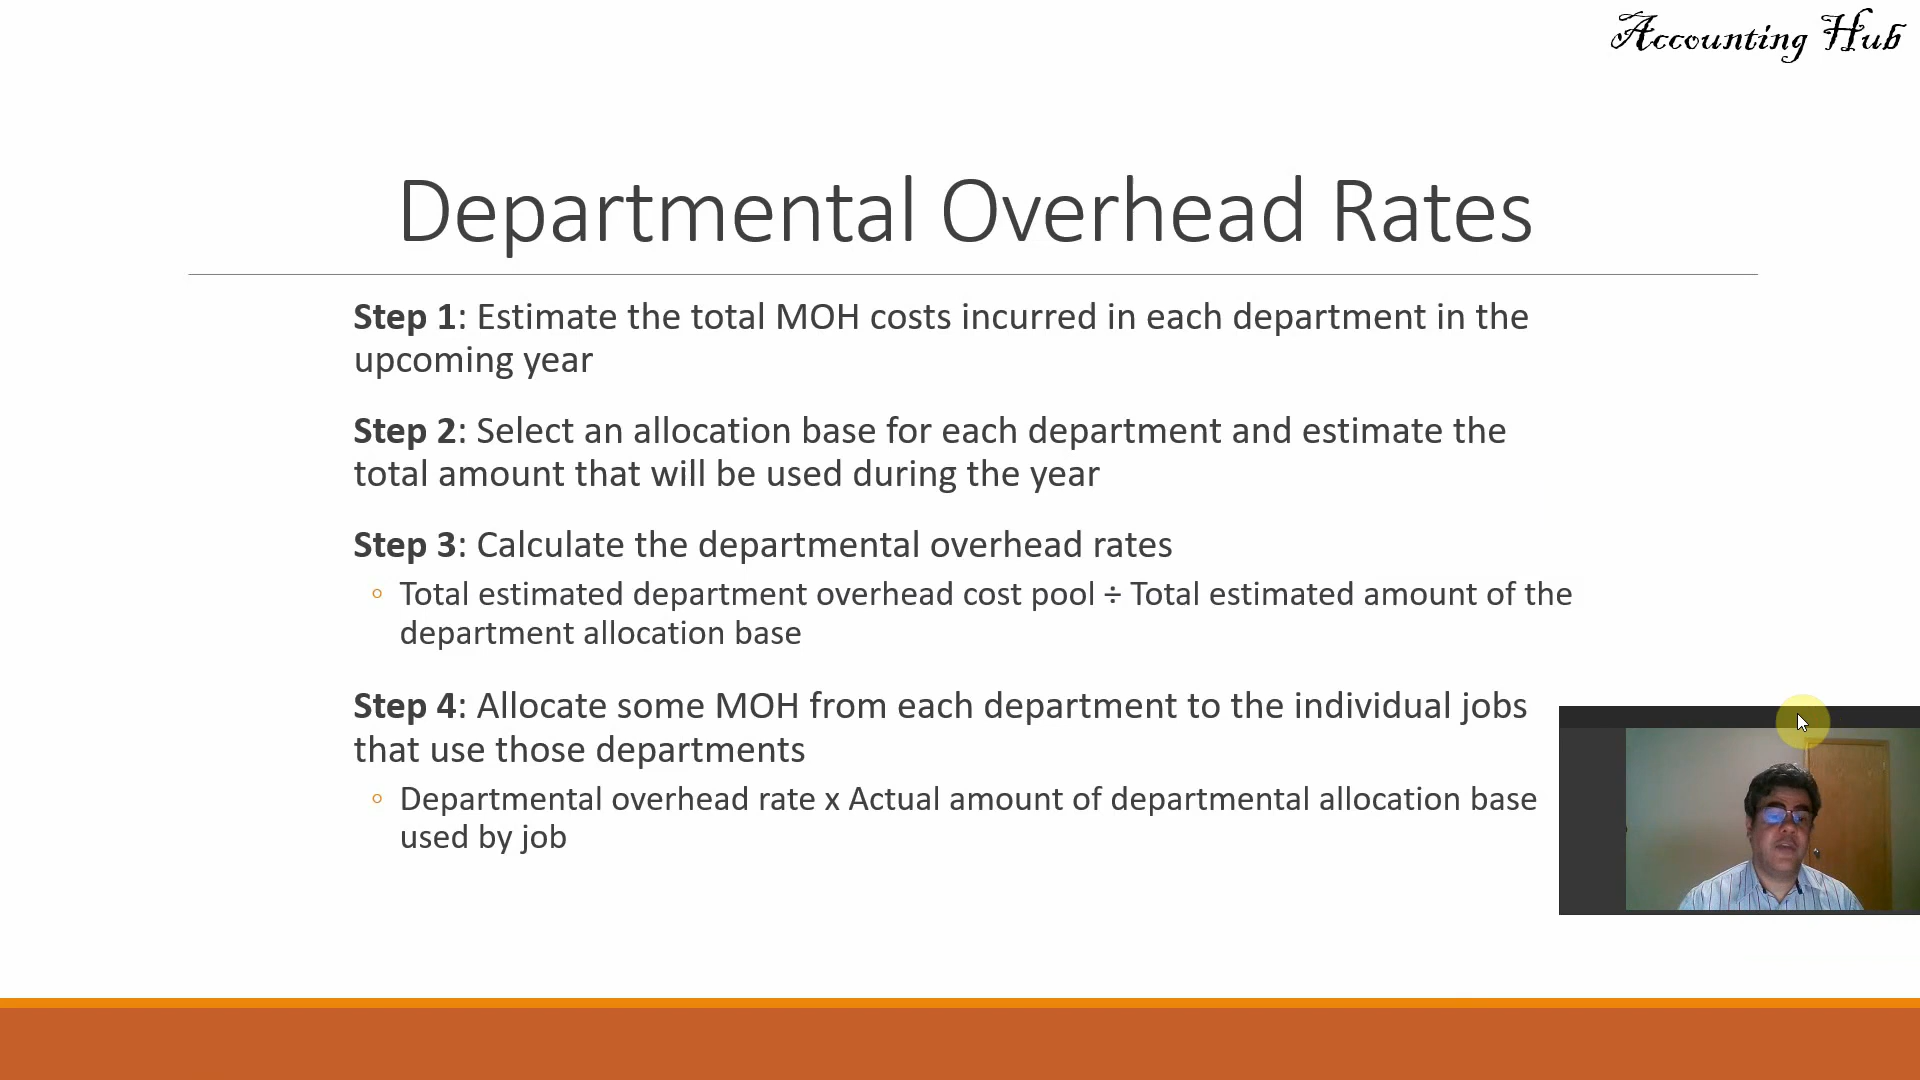 Accounting Hub
Departmental Overhead Rates
Step 1: Estimate the total MOH costs incurred in each department in the
upcoming year
Step 2: Select an allocation base for each department and estimate the
total amount that will be used during the year
Step 3: Calculate the departmental overhead rates
◦ Total estimated department overhead cost pool ÷ Total estimated amount of the
department allocation base
Step 4: Allocate some MOH from each department to the individual jobs
that use those departments
◦ Departmental overhead rate x Actual amount of departmental allocation base
used by job